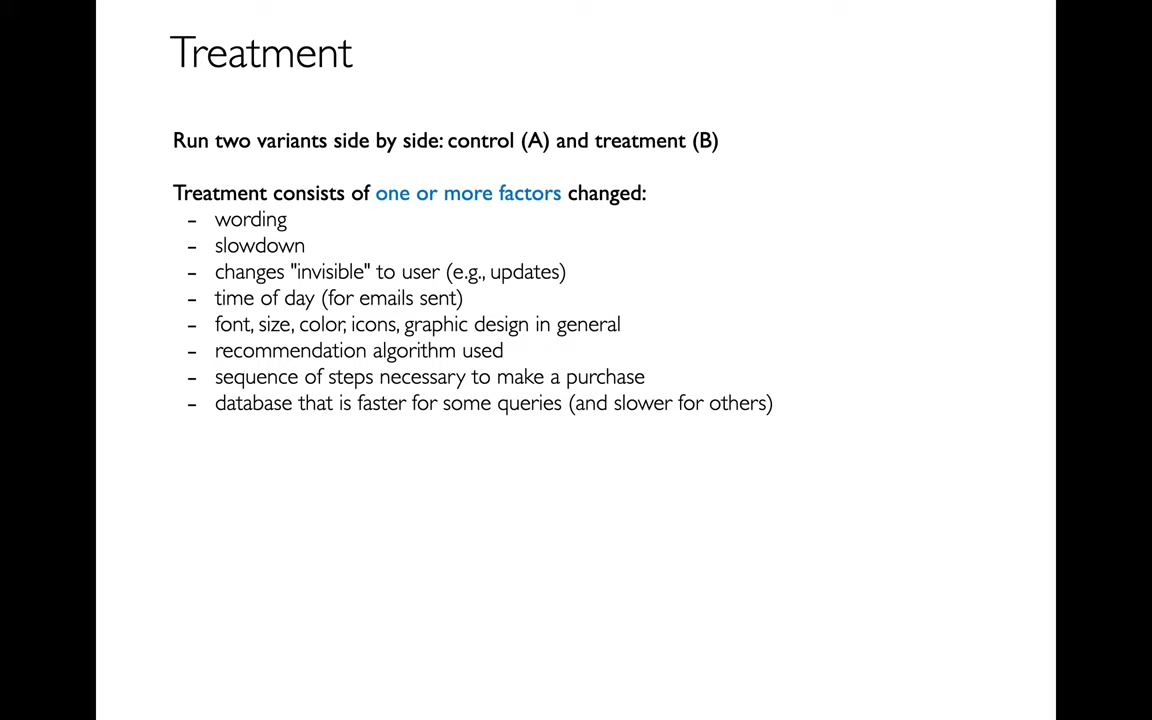 Treatment
Run two variants side by side: control (A) and treatment (B)
Treatment consists of one or more factors changed:
- wording
- slowdown
- changes "invisible" to user (e.g., updates)
- time of day (for emails sent)
- font, size, color, icons, graphic design in general
- recommendation algorithm used
- sequence of steps necessary to make a purchase
- database that is faster for some queries (and slower for others)